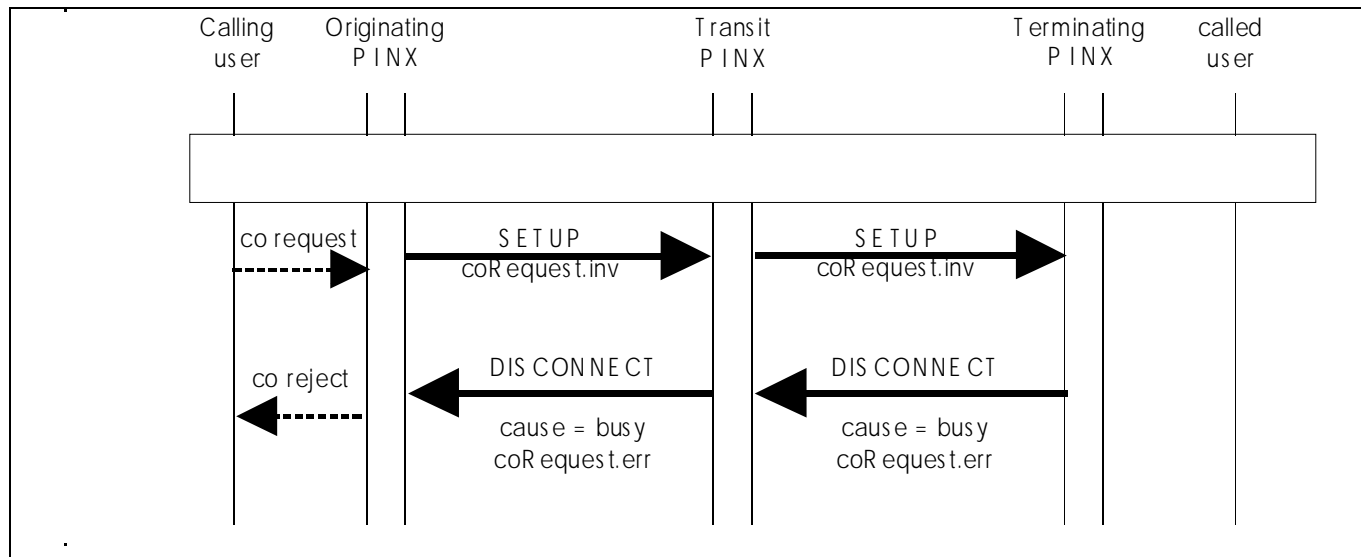 Calling user
Originating PINX
Transit PINX
Terminating PINX
called user
co request
SETUP
coRequest.inv
SETUP
coRequest.inv
co reject
DISCONNECT
cause = busy
coRequest.err
DISCONNECT
cause = busy
coRequest.err